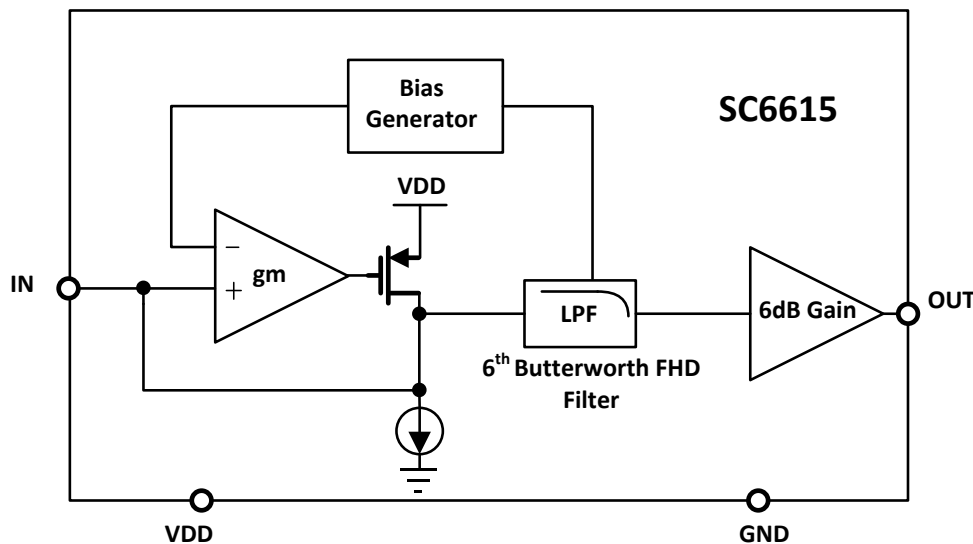 Bias
Generator
SC6615
VDD
−
gm
+
IN
LPF
6dB Gain
OUT
6th Butterworth FHD
Filter
VDD
GND